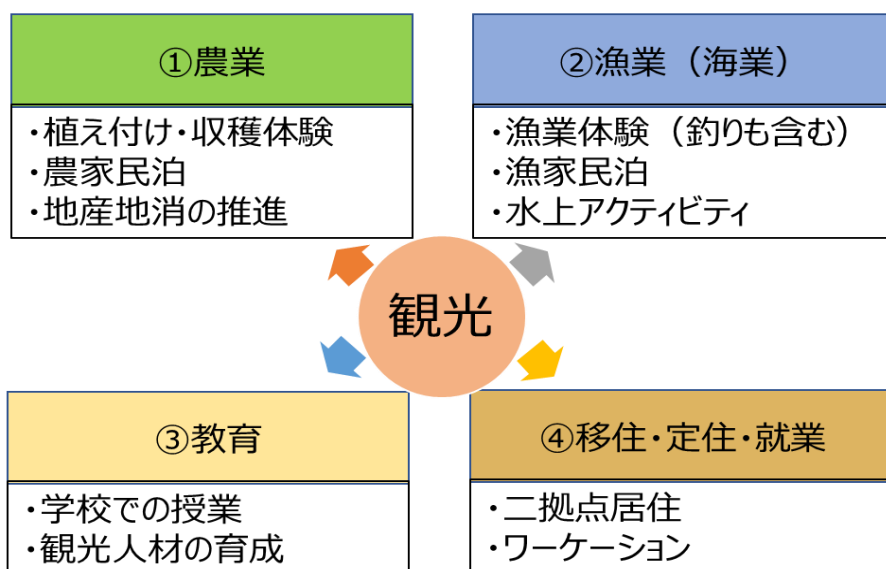 ①農業
・植え付け・収穫体験
・農家民泊
・地産地消の推進
②漁業（海業）
・漁業体験（釣りも含む）
・漁家民泊
・水上アクティビティ
観光
③教育
・学校での授業
・観光人材の育成
④移住・定住・就業
・二拠点居住
・ワーケーション